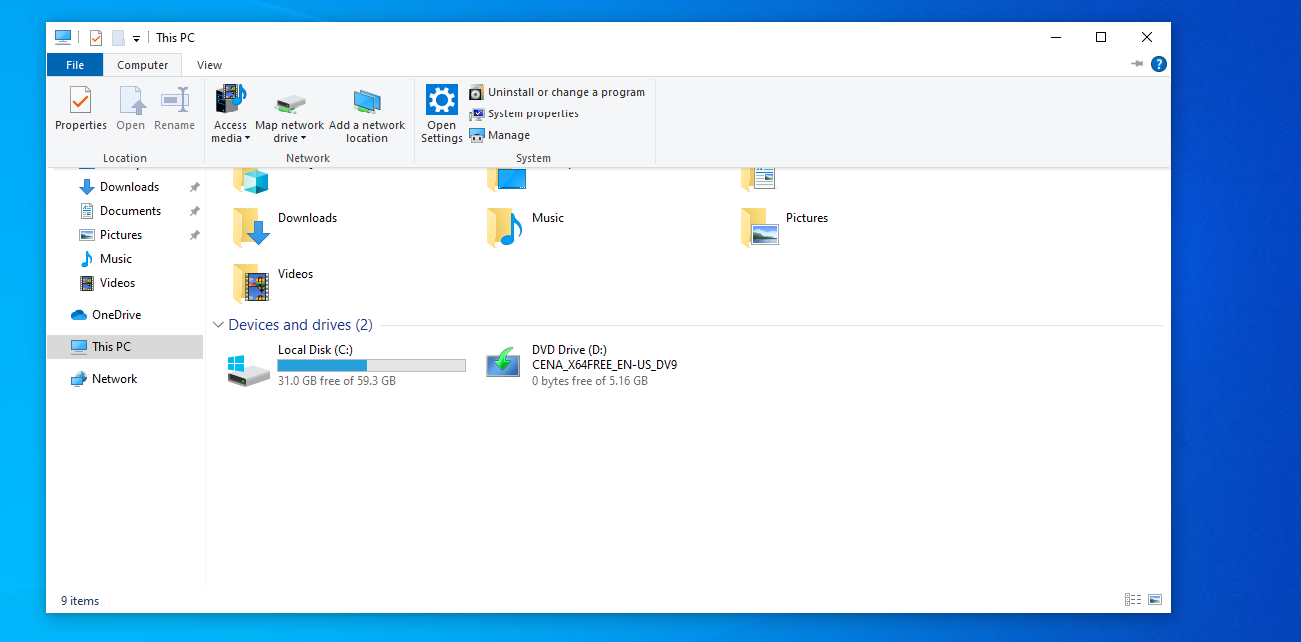 This PC
File
Computer
View
Properties
Open
Rename
Access media
Map network drive
Add a network location
Open Settings
Uninstall or change a program
System properties
Manage
Location
Network
System
Downloads
Documents
Pictures
Music
Videos
OneDrive
This PC
Network
Downloads
Music
Pictures
Videos
Devices and drives (2)
Local Disk (C:)
31.0 GB free of 59.3 GB
DVD Drive (D:)
CENA_X64FREE_EN-US_DV9
0 bytes free of 5.16 GB
9 items